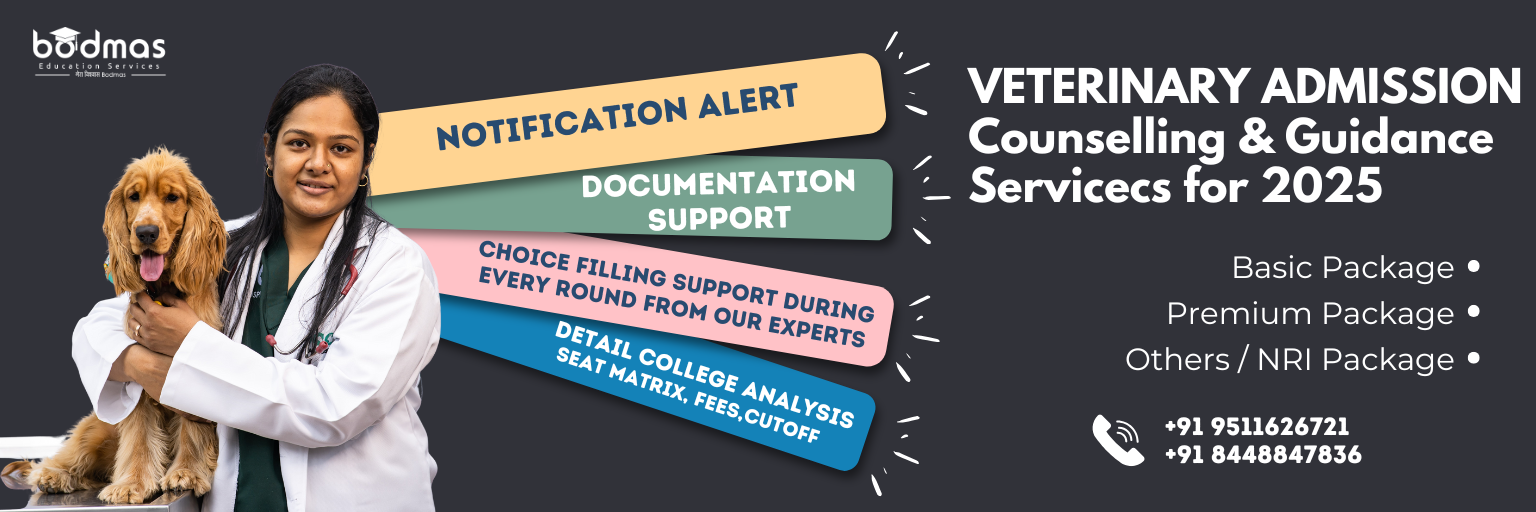 bodmas
Education Services
मेरा विश्वास Bodmas
NOTIFICATION ALERT
DOCUMENTATION
SUPPORT
CHOICE FILLING SUPPORT DURING
EVERY ROUND FROM OUR EXPERTS
DETAIL COLLEGE ANALYSIS
SEAT MATRIX, FEES,CUTOFF
VETERINARY ADMISSION
Counselling & Guidance
Servicecs for 2025
Basic Package •
Premium Package •
Others / NRI Package •
+91 9511626721
+91 8448847836